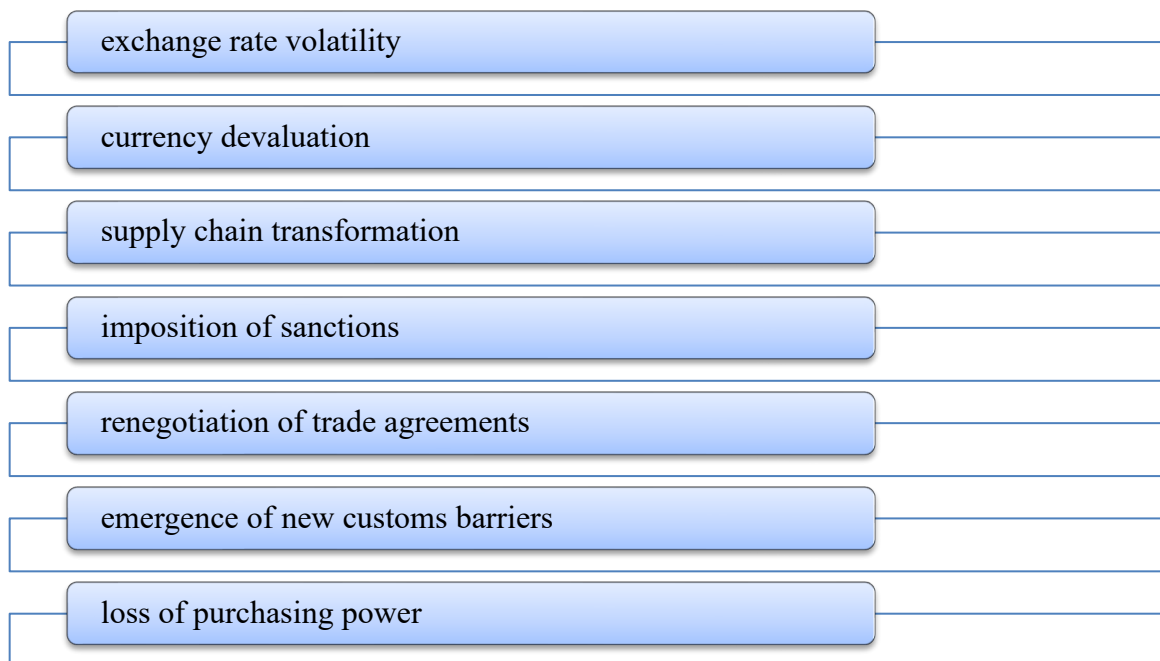 exchange rate volatility
currency devaluation
supply chain transformation
imposition of sanctions
renegotiation of trade agreements
emergence of new customs barriers
loss of purchasing power